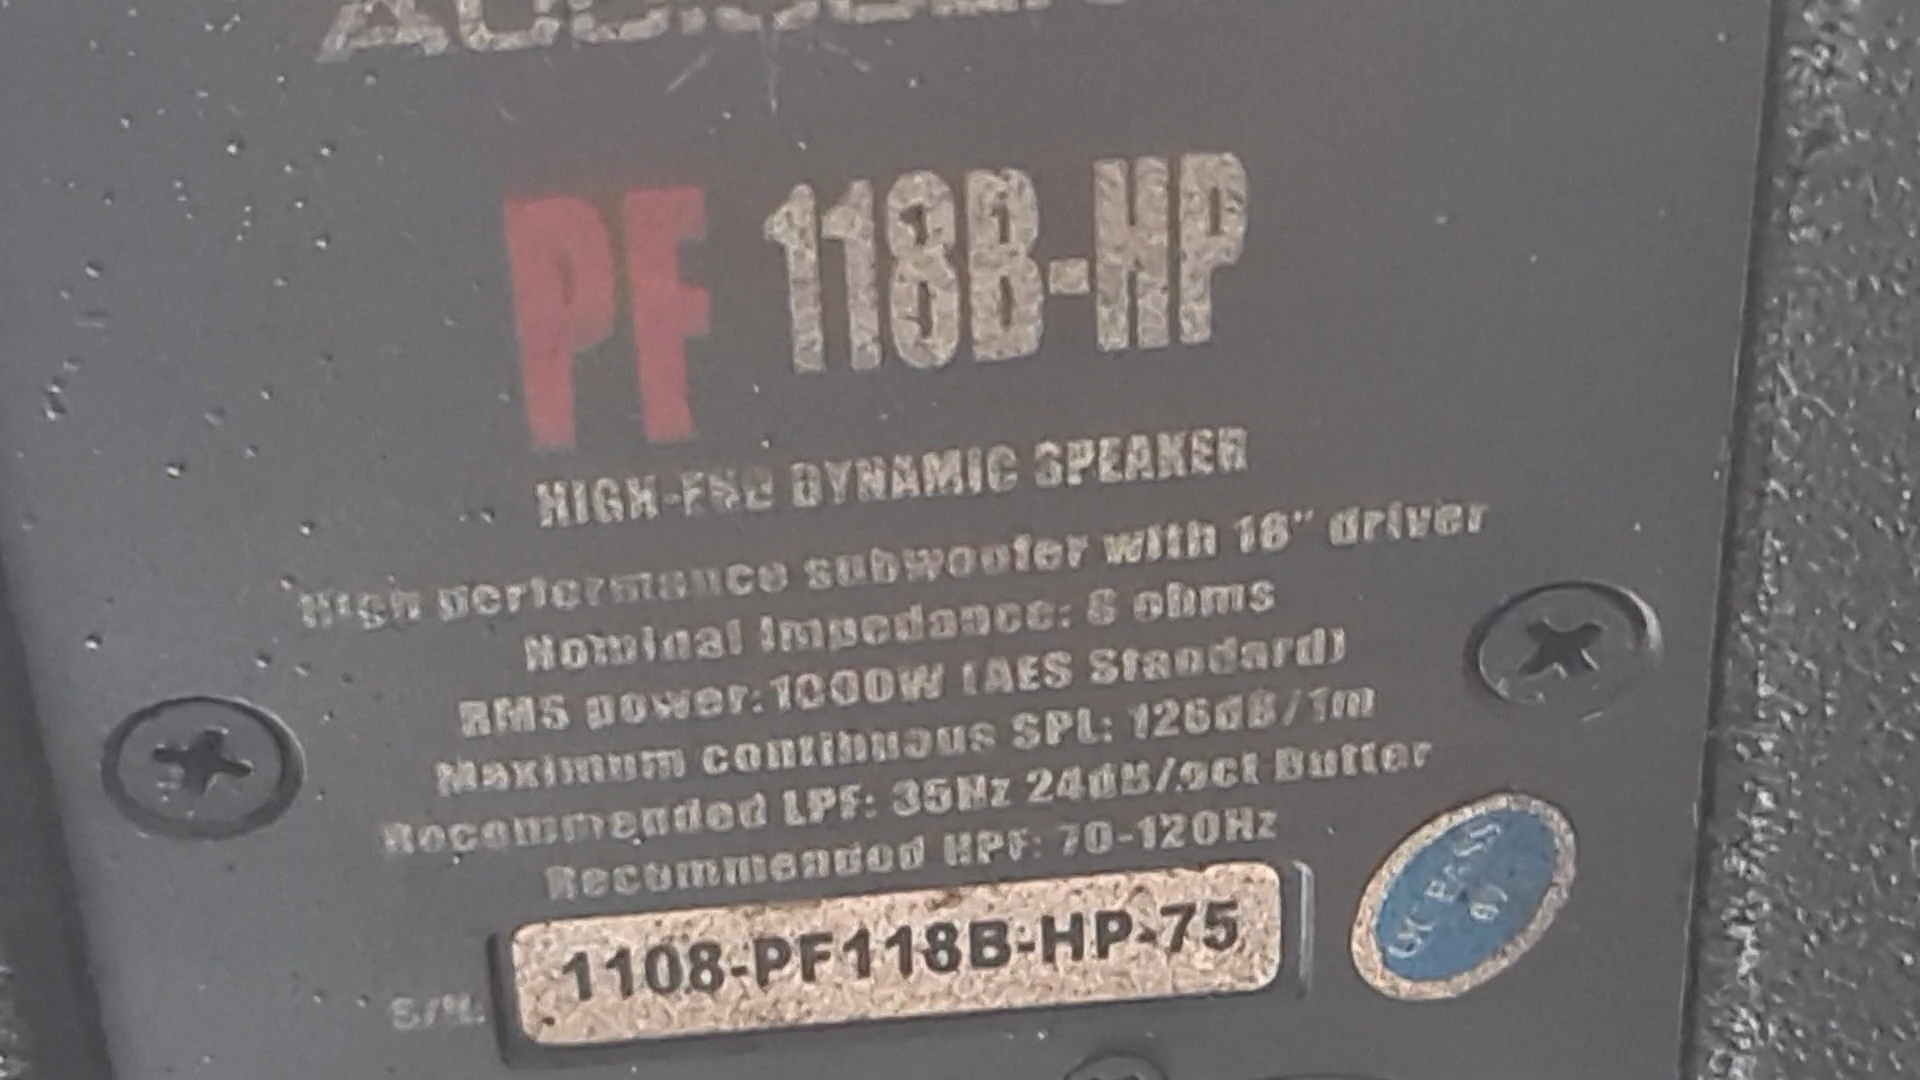 PF 118B-HP
HIGH-END DYNAMIC SPEAKER
High performance subwoofer with 18" driver
Nominal Impedance: 8 ohms
RMS power: 1000W (AES Standard)
Maximum continuous SPL: 126dB/1m
Recommended LPF: 35Hz 24dB/oct Butter
Recommended HPF: 70-120Hz
S/N: 1108-PF118B-HP-75
QC PASS